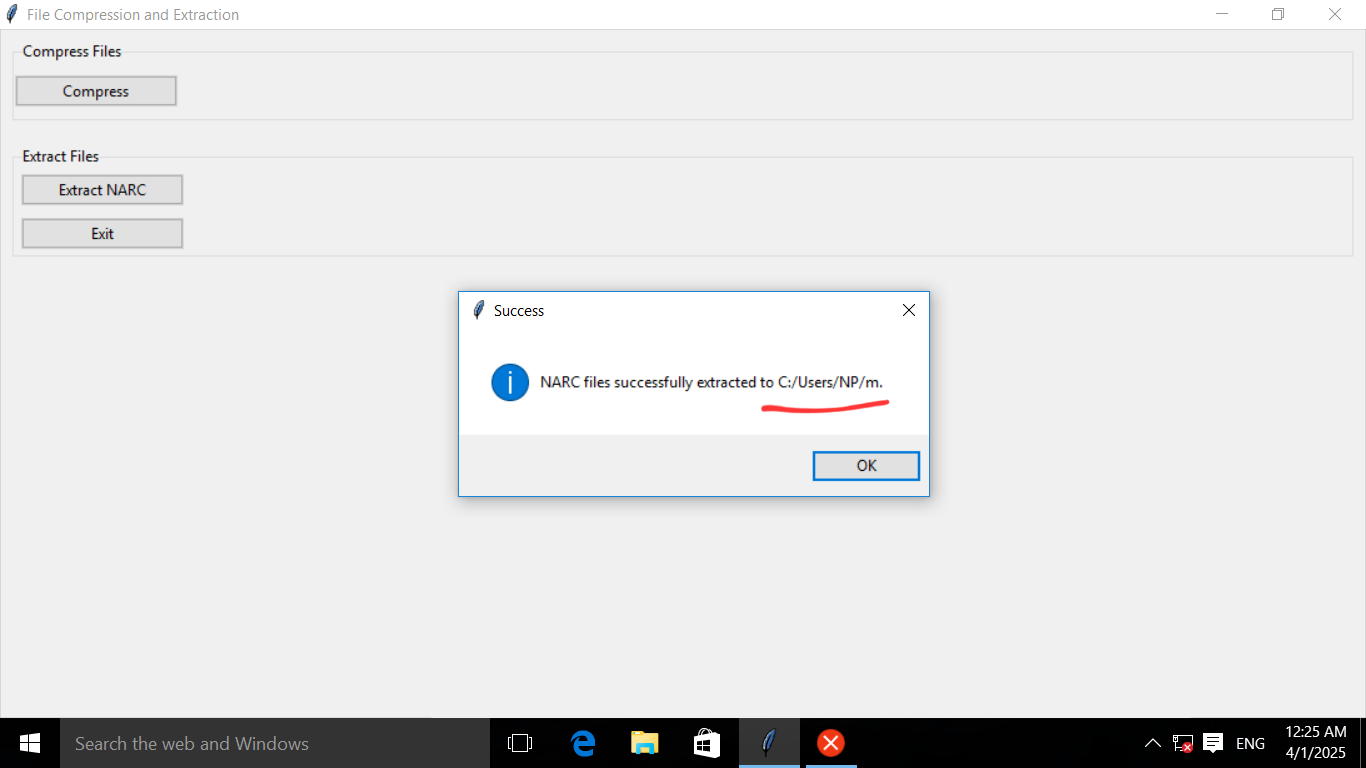 File Compression and Extraction
Compress Files
Compress
Extract Files
Extract NARC
Exit
Success
NARC files successfully extracted to C:/Users/NP/m.
OK
Search the web and Windows
ENG
12:25 AM
4/1/2025